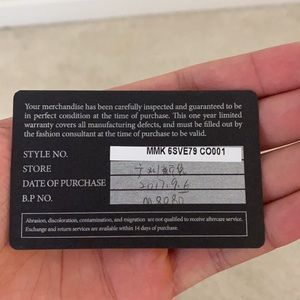 Your merchandise has been carefully inspected and guaranteed to be
in perfect condition at the time of purchase. This one year limited
warranty covers all manufacturing defects, and must be filled out by
the fashion consultant at the time of purchase to be valid.
STYLE NO. MMK 6SVE79 CO001
STORE
DATE OF PURCHASE 2017.9.6
B.P NO. M8080
Abrasion, discoloration, contamination, and migration are not qualified to receive aftercare service.
Exchange and return services are available within 14 days of purchase.